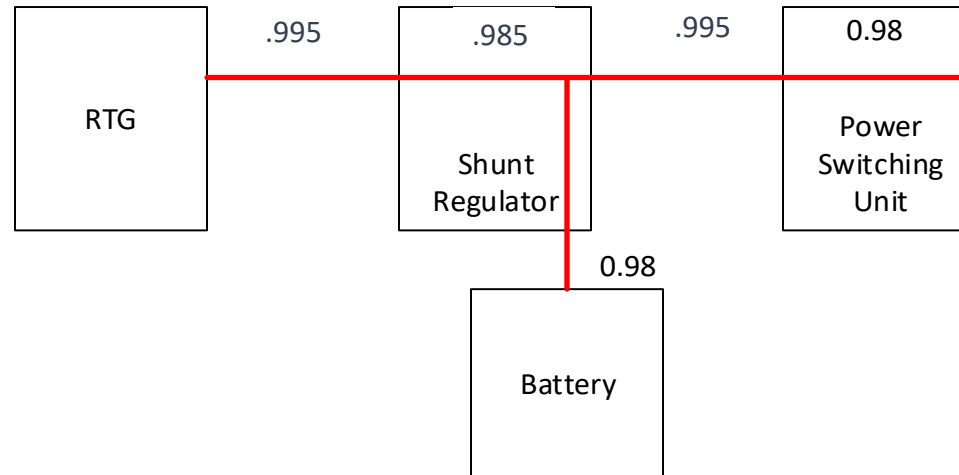 .995
.985
.995
0.98
RTG
Shunt
Regulator
Power
Switching
Unit
0.98
Battery